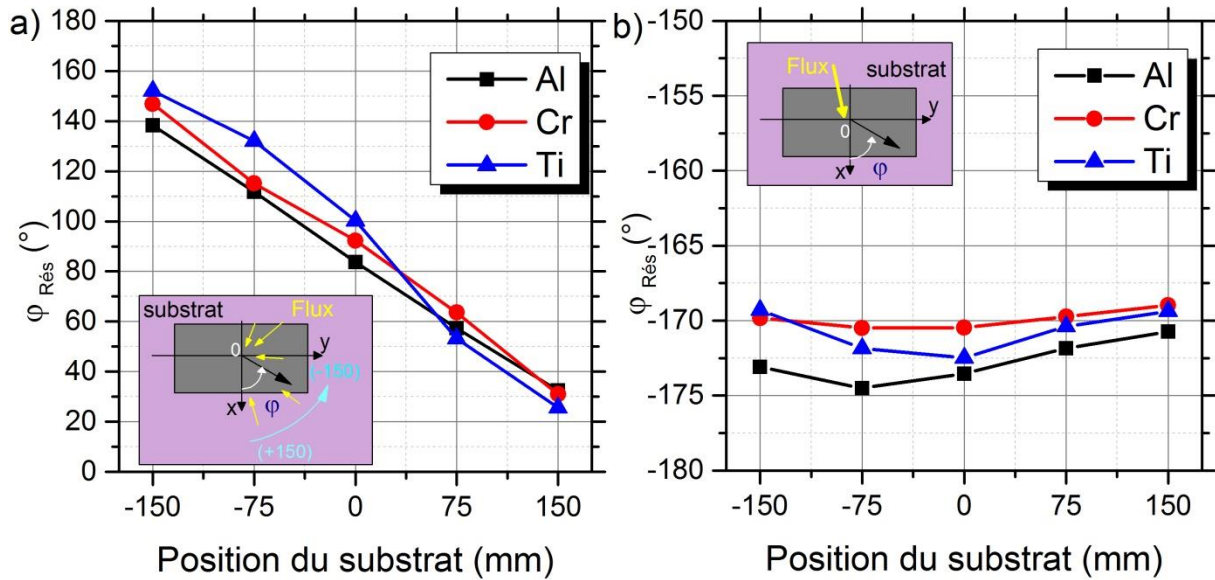 a)
180
160
140
120
100
80
60
40
20
0
φ Rés (°)
Al
Cr
Ti
substrat
Flux
0
y
(-150)
x
φ
(+150)
-150 -75 0 75 150
Position du substrat (mm)
b)
-150
-155
-160
-165
-170
-175
-180
φ Rés, (°)
Flux
substrat
0
y
x
φ
Al
Cr
Ti
-150 -75 0 75 150
Position du substrat (mm)